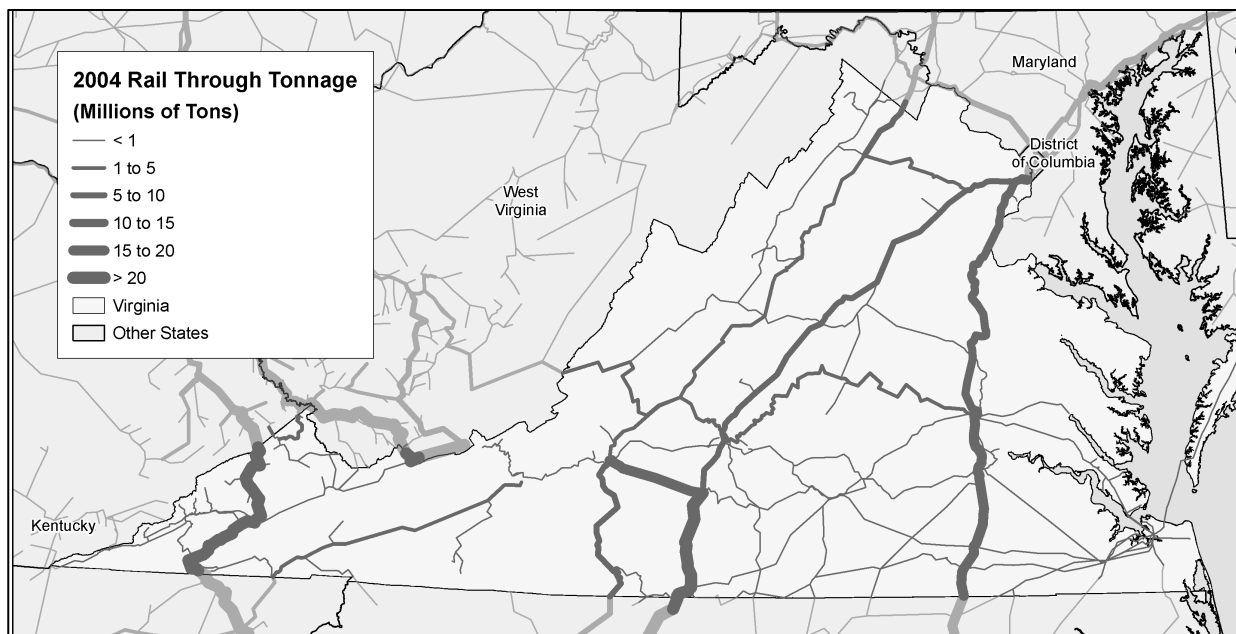 2004 Rail Through Tonnage
(Millions of Tons)
< 1
1 to 5
5 to 10
10 to 15
15 to 20
> 20
Virginia
Other States
Maryland
District
of Columbia
West
Virginia
Kentucky